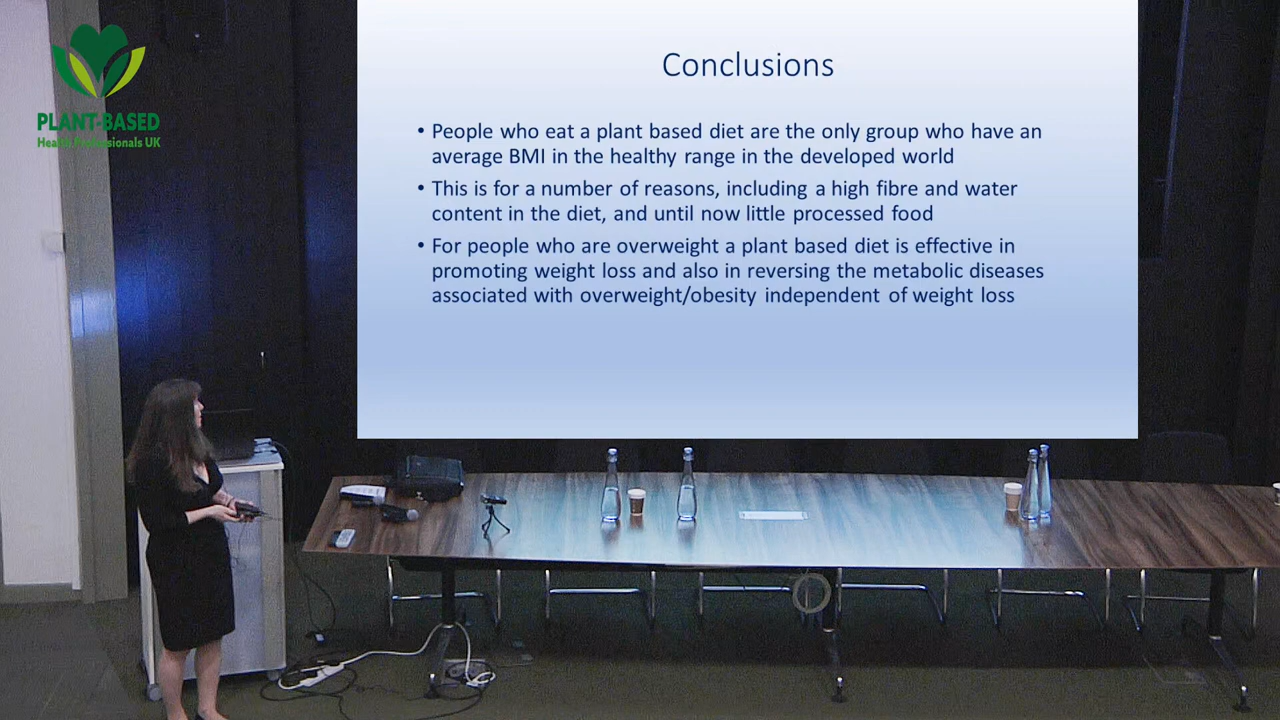 PLANT-BASED
Health Professionals UK
Conclusions
• People who eat a plant based diet are the only group who have an
average BMI in the healthy range in the developed world
• This is for a number of reasons, including a high fibre and water
content in the diet, and until now little processed food
• For people who are overweight a plant based diet is effective in
promoting weight loss and also in reversing the metabolic diseases
associated with overweight/obesity independent of weight loss